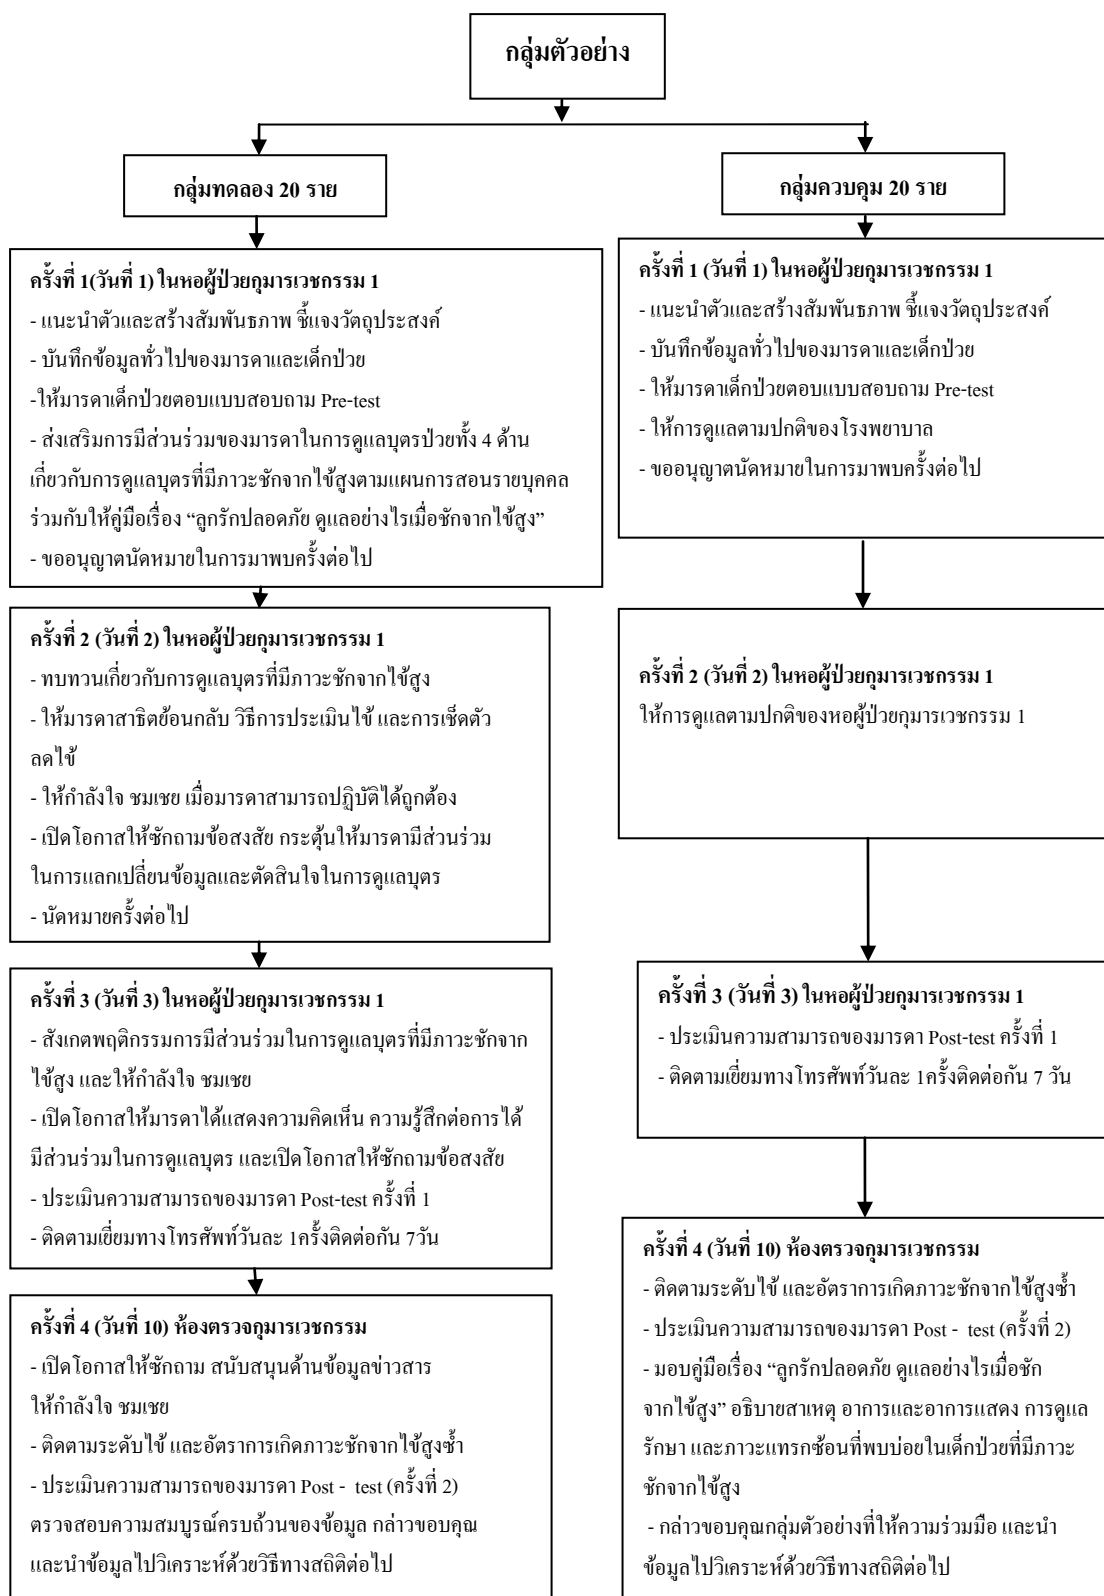 กลุ่มตัวอย่าง
กลุ่มทดลอง 20 ราย
ครั้งที่ 1(วันที่ 1) ในหอผู้ป่วยกุมารเวชกรรม 1
- แนะนำตัวและสร้างสัมพันธภาพ ชี้แจงวัตถุประสงค์
- บันทึกข้อมูลทั่วไปของมารดาและเด็กป่วย
-ให้มารดาเด็กป่วยตอบแบบสอบถาม Pre-test
- ส่งเสริมการมีส่วนร่วมของมารดาในการดูแลบุตรป่วยทั้ง 4 ด้าน
เกี่ยวกับการดูแลบุตรที่มีภาวะชักจากไข้สูงตามแผนการสอนรายบุคคล
ร่วมกับให้คู่มือเรื่อง “ลูกรักปลอดภัย ดูแลอย่างไรเมื่อชักจากไข้สูง”
- ขออนุญาตนัดหมายในการมาพบครั้งต่อไป
ครั้งที่ 2 (วันที่ 2) ในหอผู้ป่วยกุมารเวชกรรม 1
- ทบทวนเกี่ยวกับการดูแลบุตรที่มีภาวะชักจากไข้สูง
- ให้มารดาสาธิตย้อนกลับ วิธีการประเมินไข้ และการเช็ดตัว
ลดไข้
- ให้กำลังใจ ชมเชย เมื่อมารดาสามารถปฏิบัติได้ถูกต้อง
- เปิดโอกาสให้ซักถามข้อสงสัย กระตุ้นให้มารดามีส่วนร่วม
ในการแลกเปลี่ยนข้อมูลและตัดสินใจในการดูแลบุตร
- นัดหมายครั้งต่อไป
ครั้งที่ 3 (วันที่ 3) ในหอผู้ป่วยกุมารเวชกรรม 1
- สังเกตพฤติกรรมการมีส่วนร่วมในการดูแลบุตรที่มีภาวะชักจาก
ไข้สูง และให้กำลังใจ ชมเชย
- เปิดโอกาสให้มารดาได้แสดงความคิดเห็น ความรู้สึกต่อการได้
มีส่วนร่วมในการดูแลบุตร และเปิดโอกาสให้ซักถามข้อสงสัย
- ประเมินความสามารถของมารดา Post-test ครั้งที่ 1
- ติดตามเยี่ยมทางโทรศัพท์วันละ 1ครั้งติดต่อกัน 7วัน
ครั้งที่ 4 (วันที่ 10) ห้องตรวจกุมารเวชกรรม
- เปิดโอกาสให้ซักถาม สนับสนุนด้านข้อมูลข่าวสาร
ให้กำลังใจ ชมเชย
- ติดตามระดับไข้ และอัตราการเกิดภาวะชักจากไข้สูงซ้ำ
- ประเมินความสามารถของมารดา Post - test (ครั้งที่ 2)
ตรวจสอบความสมบูรณ์ครบถ้วนของข้อมูล กล่าวขอบคุณ
และนำข้อมูลไปวิเคราะห์ด้วยวิธีทางสถิติต่อไป
กลุ่มควบคุม 20 ราย
ครั้งที่ 1 (วันที่ 1) ในหอผู้ป่วยกุมารเวชกรรม 1
- แนะนำตัวและสร้างสัมพันธภาพ ชี้แจงวัตถุประสงค์
- บันทึกข้อมูลทั่วไปของมารดาและเด็กป่วย
- ให้มารดาเด็กป่วยตอบแบบสอบถาม Pre-test
- ให้การดูแลตามปกติของโรงพยาบาล
- ขออนุญาตนัดหมายในการมาพบครั้งต่อไป
ครั้งที่ 2 (วันที่ 2) ในหอผู้ป่วยกุมารเวชกรรม 1
ให้การดูแลตามปกติของหอผู้ป่วยกุมารเวชกรรม 1
ครั้งที่ 3 (วันที่ 3) ในหอผู้ป่วยกุมารเวชกรรม 1
- ประเมินความสามารถของมารดา Post-test ครั้งที่ 1
- ติดตามเยี่ยมทางโทรศัพท์วันละ 1ครั้งติดต่อกัน 7 วัน
ครั้งที่ 4 (วันที่ 10) ห้องตรวจกุมารเวชกรรม
- ติดตามระดับไข้ และอัตราการเกิดภาวะชักจากไข้สูงซ้ำ
- ประเมินความสามารถของมารดา Post - test (ครั้งที่ 2)
- มอบคู่มือเรื่อง “ลูกรักปลอดภัย ดูแลอย่างไรเมื่อชัก
จากไข้สูง” อธิบายสาเหตุ อาการและอาการแสดง การดูแล
รักษา และภาวะแทรกซ้อนที่พบบ่อยในเด็กป่วยที่มีภาวะ
ชักจากไข้สูง
- กล่าวขอบคุณกลุ่มตัวอย่างที่ให้ความร่วมมือ และนำ
ข้อมูลไปวิเคราะห์ด้วยวิธีทางสถิติต่อไป